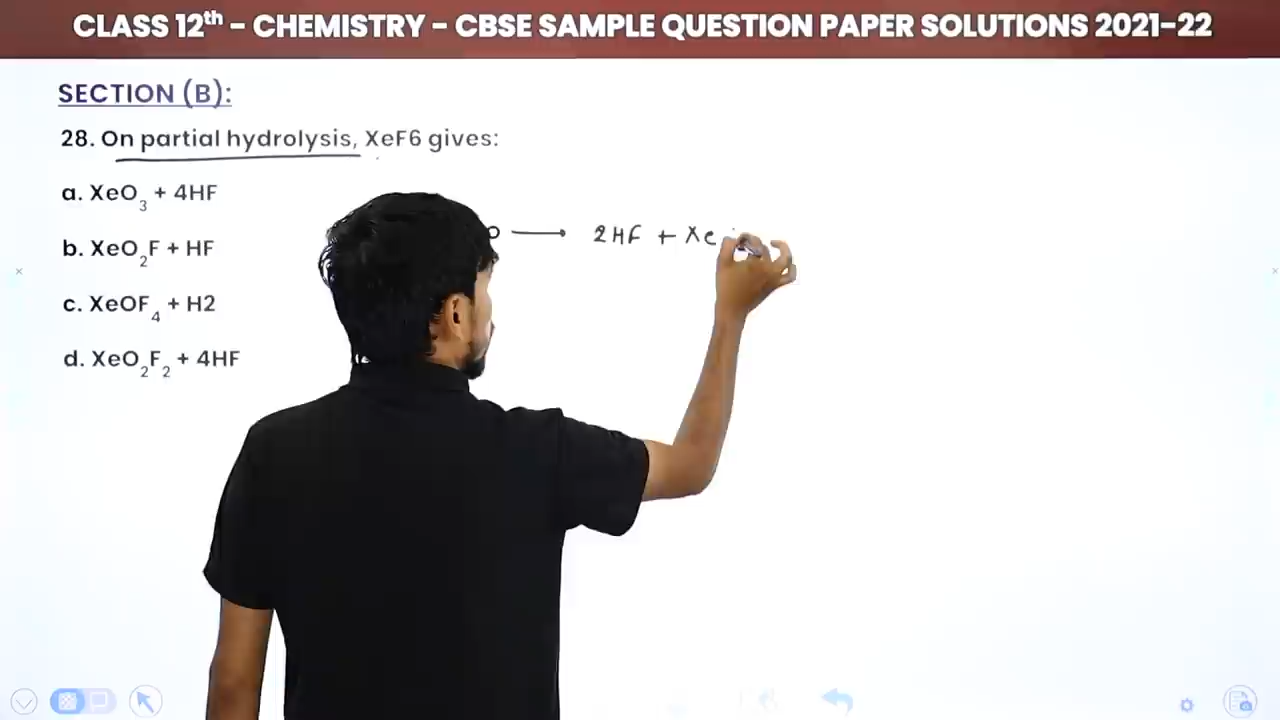 CLASS 12th - CHEMISTRY - CBSE SAMPLE QUESTION PAPER SOLUTIONS 2021-22
SECTION (B):
28. On partial hydrolysis, XeF6 gives:
a. XeO3 + 4HF
O ⟶ 2HF + Xe
b. XeO2F + HF
c. XeOF4 + H2
d. XeO2F2 + 4HF